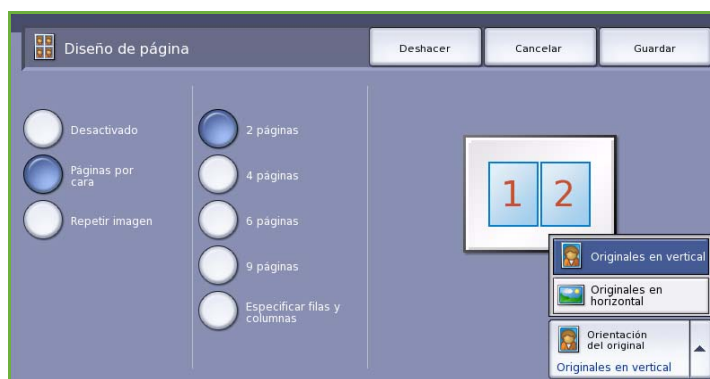 Diseño de página
Deshacer
Cancelar
Guardar
Desactivado
Páginas por
cara
Repetir imagen
2 páginas
4 páginas
6 páginas
9 páginas
Especificar filas y
columnas
1 2
Originales en vertical
Originales en
horizontal
Orientación
del original
Originales en vertical